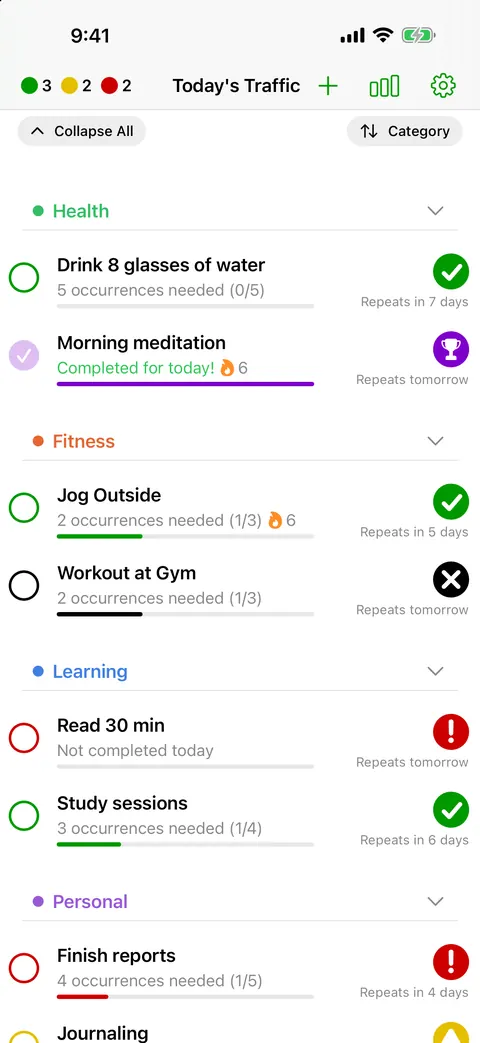 9:41
3 2 2 Today's Traffic
Collapse All
Category
Health
Drink 8 glasses of water
5 occurrences needed (0/5)
Repeats in 7 days
Morning meditation
Completed for today! 🔥6
Repeats tomorrow
Fitness
Jog Outside
2 occurrences needed (1/3) 🔥6
Repeats in 5 days
Workout at Gym
2 occurrences needed (1/3)
Repeats tomorrow
Learning
Read 30 min
Not completed today
Repeats tomorrow
Study sessions
3 occurrences needed (1/4)
Repeats in 6 days
Personal
Finish reports
4 occurrences needed (1/5)
Repeats in 4 days
Journaling